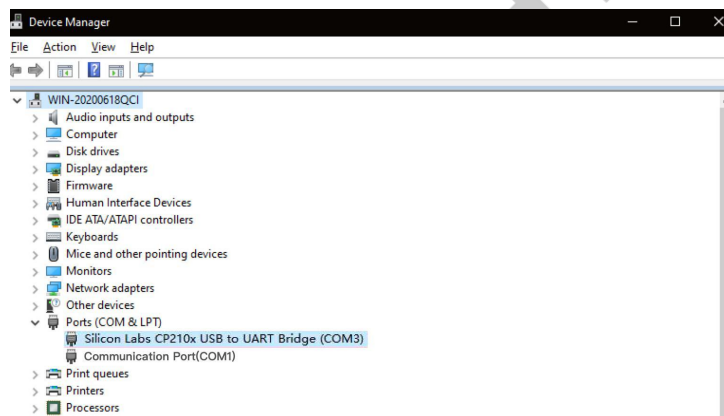 Device Manager
File Action View Help
WIN-20200618QCI
Audio inputs and outputs
Computer
Disk drives
Display adapters
Firmware
Human Interface Devices
IDE ATA/ATAPI controllers
Keyboards
Mice and other pointing devices
Monitors
Network adapters
Other devices
Ports (COM & LPT)
Silicon Labs CP210x USB to UART Bridge (COM3)
Communication Port(COM1)
Print queues
Printers
Processors